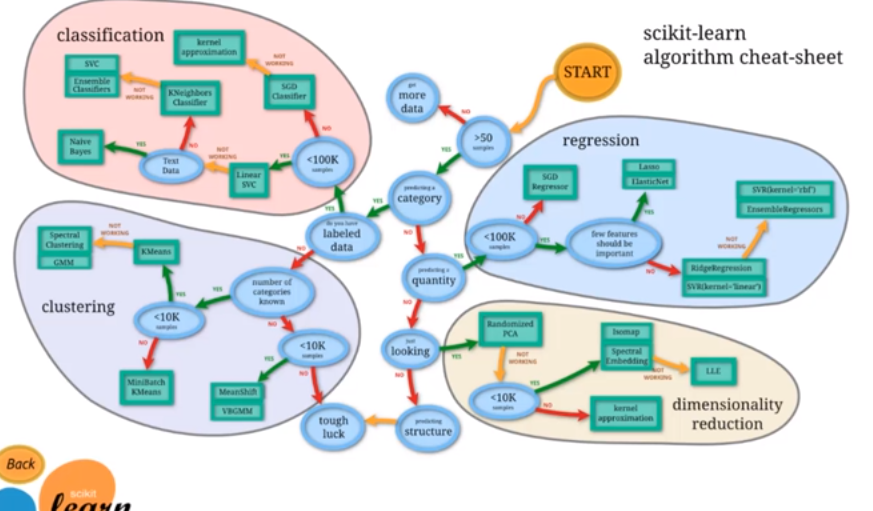 scikit-learn
algorithm cheat-sheet
START
classification
kernel
approximation
NOT
WORKING
SVC
Ensemble
Classifiers
NOT
WORKING
KNeighbors
Classifier
SGD
Classifier
NO
NO
Naive
Bayes
YES
Text
Data
NOT
WORKING
Linear
SVC
YES
<100K
samples
YES
get
more
data
NO
>50
samples
YES
predicting a
category
YES
do you have
labeled
data
NO
NO
regression
SGD
Regressor
Lasso
ElasticNet
SVR(kernel='rbf')
EnsembleRegressors
NO
YES
<100K
samples
YES
few features
should be
important
NOT
WORKING
NO
RidgeRegression
SVR(kernel='linear')
predicting a
quantity
YES
NO
clustering
Spectral
Clustering
GMM
NOT
WORKING
KMeans
YES
number of
categories
known
YES
NO
<10K
samples
NO
MiniBatch
KMeans
<10K
samples
YES
NO
MeanShift
VBGMM
just
looking
YES
NO
tough
luck
predicting
structure
Randomized
PCA
NOT
WORKING
<10K
samples
YES
NO
Isomap
Spectral
Embedding
NOT
WORKING
LLE
kernel
approximation
dimensionality
reduction
Back
scikit
learn